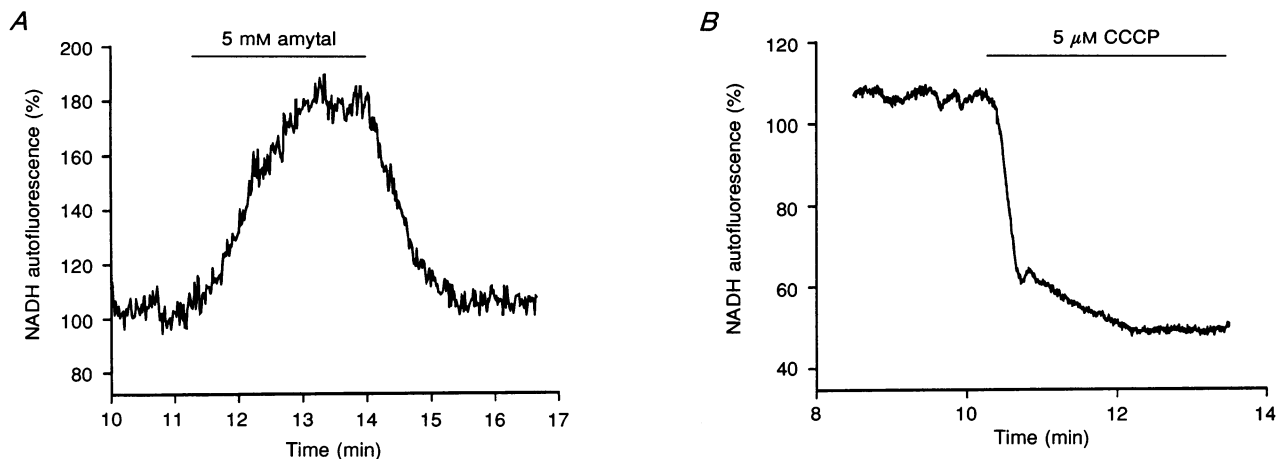 A
5 mM amytal
NADH autofluorescence (%)
200
180
160
140
120
100
80
10 11 12 13 14 15 16 17
Time (min)
B
5 μM CCCP
NADH autofluorescence (%)
120
100
80
60
40
8 10 12 14
Time (min)